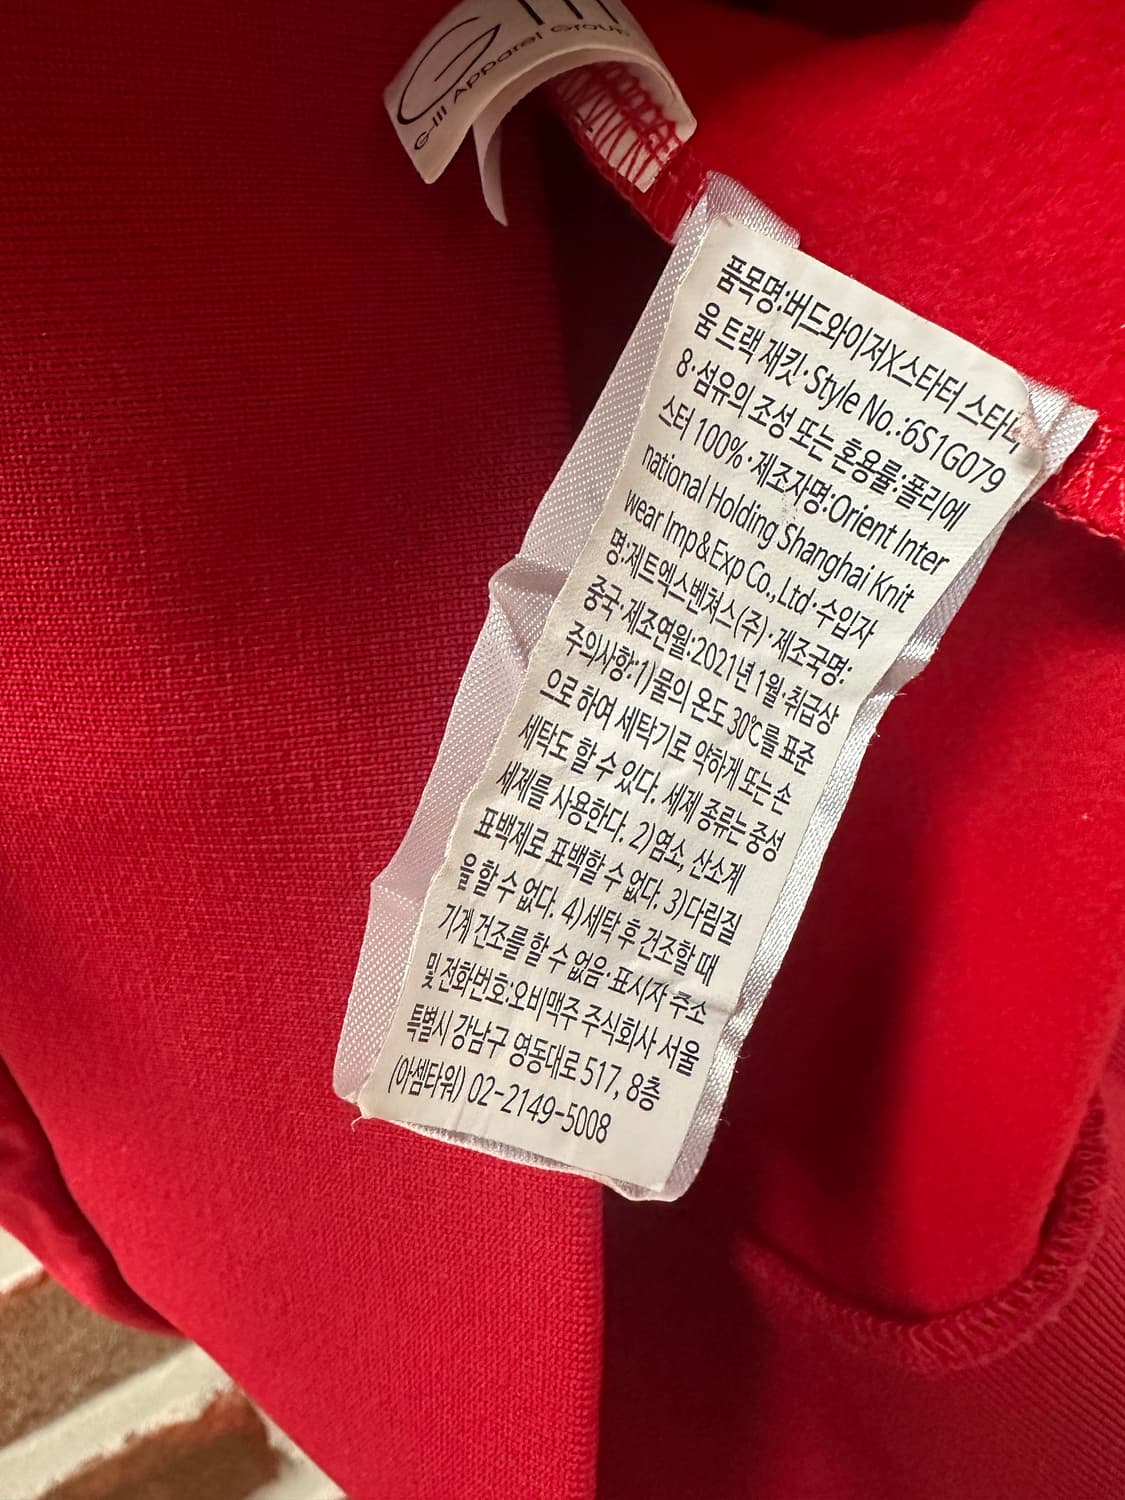 G-III
G-III Apparel Group
품목명:버드와이저X스타터 스타디
움 트랙 재킷·Style No.:6S1G079
8·섬유의 조성 또는 혼용률:폴리에
스터 100%·제조자명:Orient Inter
national Holding Shanghai Knit
wear Imp&Exp Co.,Ltd·수입자
명:제트엑스벤쳐스(주)·제조국명:
중국·제조연월:2021년 1월·취급상
주의사항:1)물의 온도 30℃를 표준
으로 하여 세탁기로 약하게 또는 손
세탁도 할 수 있다. 세제 종류는 중성
세제를 사용한다. 2)염소, 산소계
표백제로 표백할 수 없다. 3)다림질
을 할 수 없다. 4)세탁 후 건조할 때
기계 건조를 할 수 없음·표시자 주소
및 전화번호:오비맥주 주식회사 서울
특별시 강남구 영동대로 517, 8층
(아셈타워) 02-2149-5008